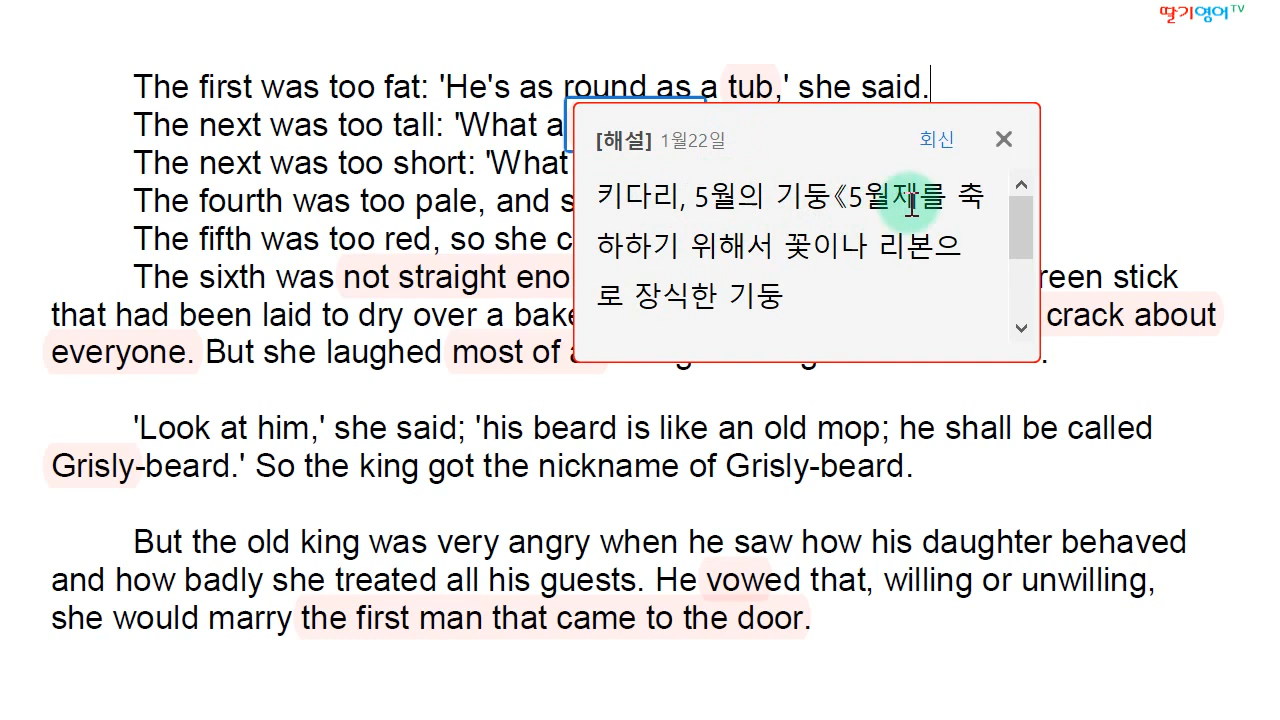 딸기영어TV
The first was too fat: 'He's as round as a tub,' she said.
The next was too tall: 'What a
The next was too short: 'What
The fourth was too pale, and s
The fifth was too red, so she c
The sixth was not straight eno
reen stick
that had been laid to dry over a bake
crack about
everyone. But she laughed most of a
[해설] 1월22일 회신
키다리, 5월의 기둥《5월제를 축
하하기 위해서 꽃이나 리본으
로 장식한 기둥
'Look at him,' she said; 'his beard is like an old mop; he shall be called
Grisly-beard.' So the king got the nickname of Grisly-beard.
But the old king was very angry when he saw how his daughter behaved
and how badly she treated all his guests. He vowed that, willing or unwilling,
she would marry the first man that came to the door.